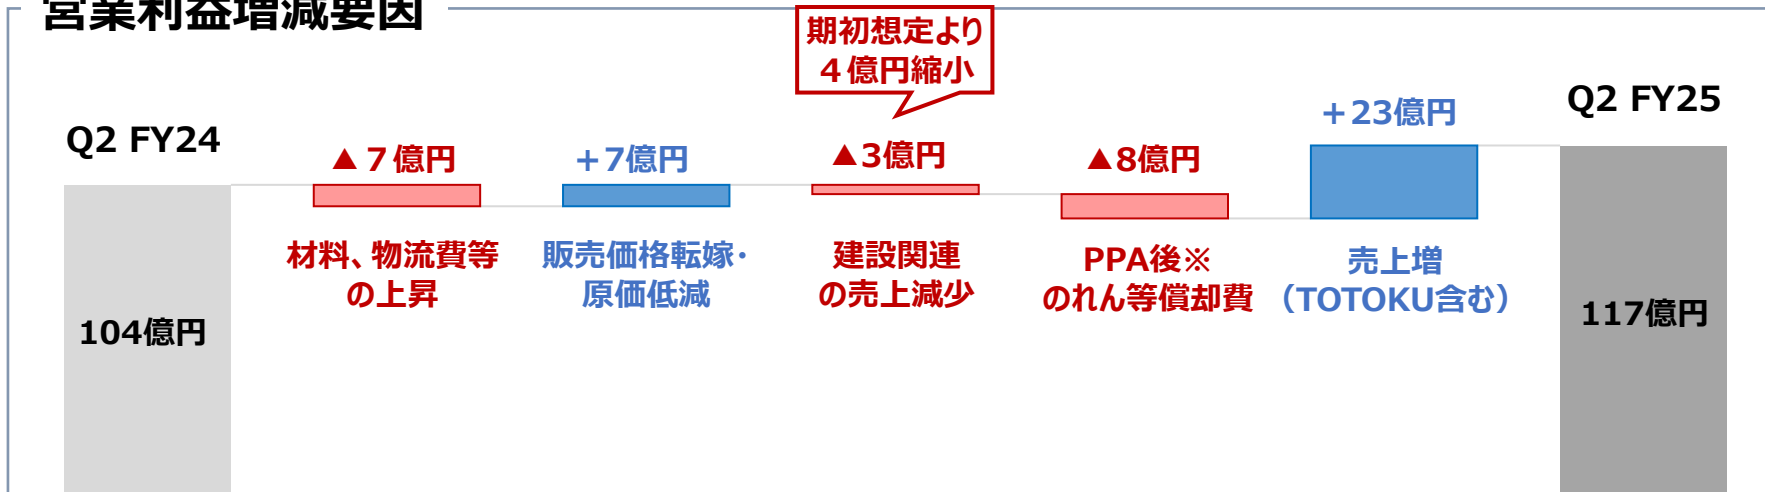 営業利益増減要因
期初想定より
４億円縮小
Q2 FY24
▲７億円
+7億円
▲3億円
▲8億円
+23億円
Q2 FY25
材料、物流費等
の上昇
販売価格転嫁・
原価低減
建設関連
の売上減少
PPA後※
のれん等償却費
売上増
（TOTOKU含む）
104億円
117億円